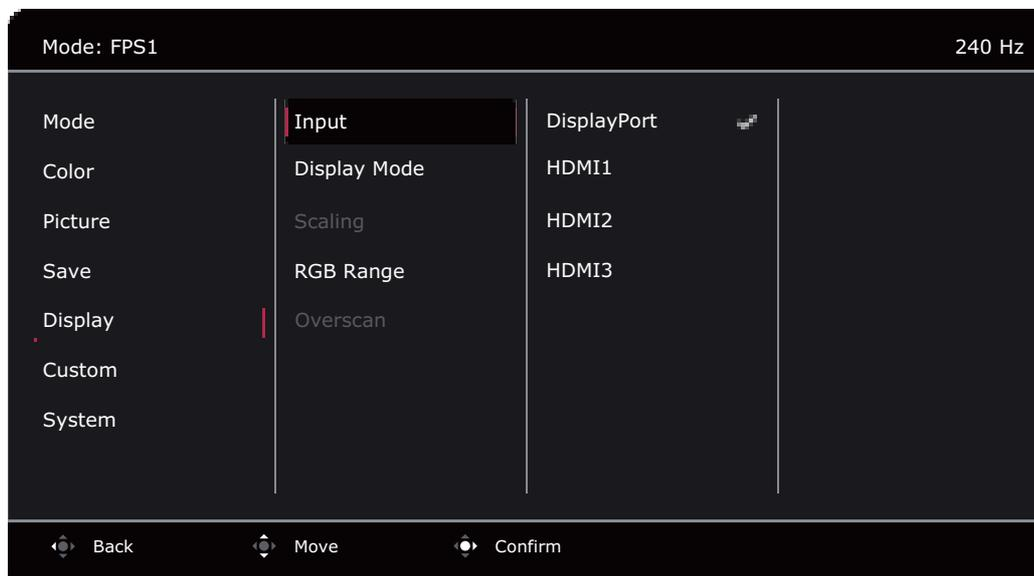 Mode: FPS1 240 Hz
Mode Input DisplayPort
Color Display Mode HDMI1
Picture Scaling HDMI2
Save RGB Range HDMI3
Display Overscan
Custom
System
Back Move Confirm